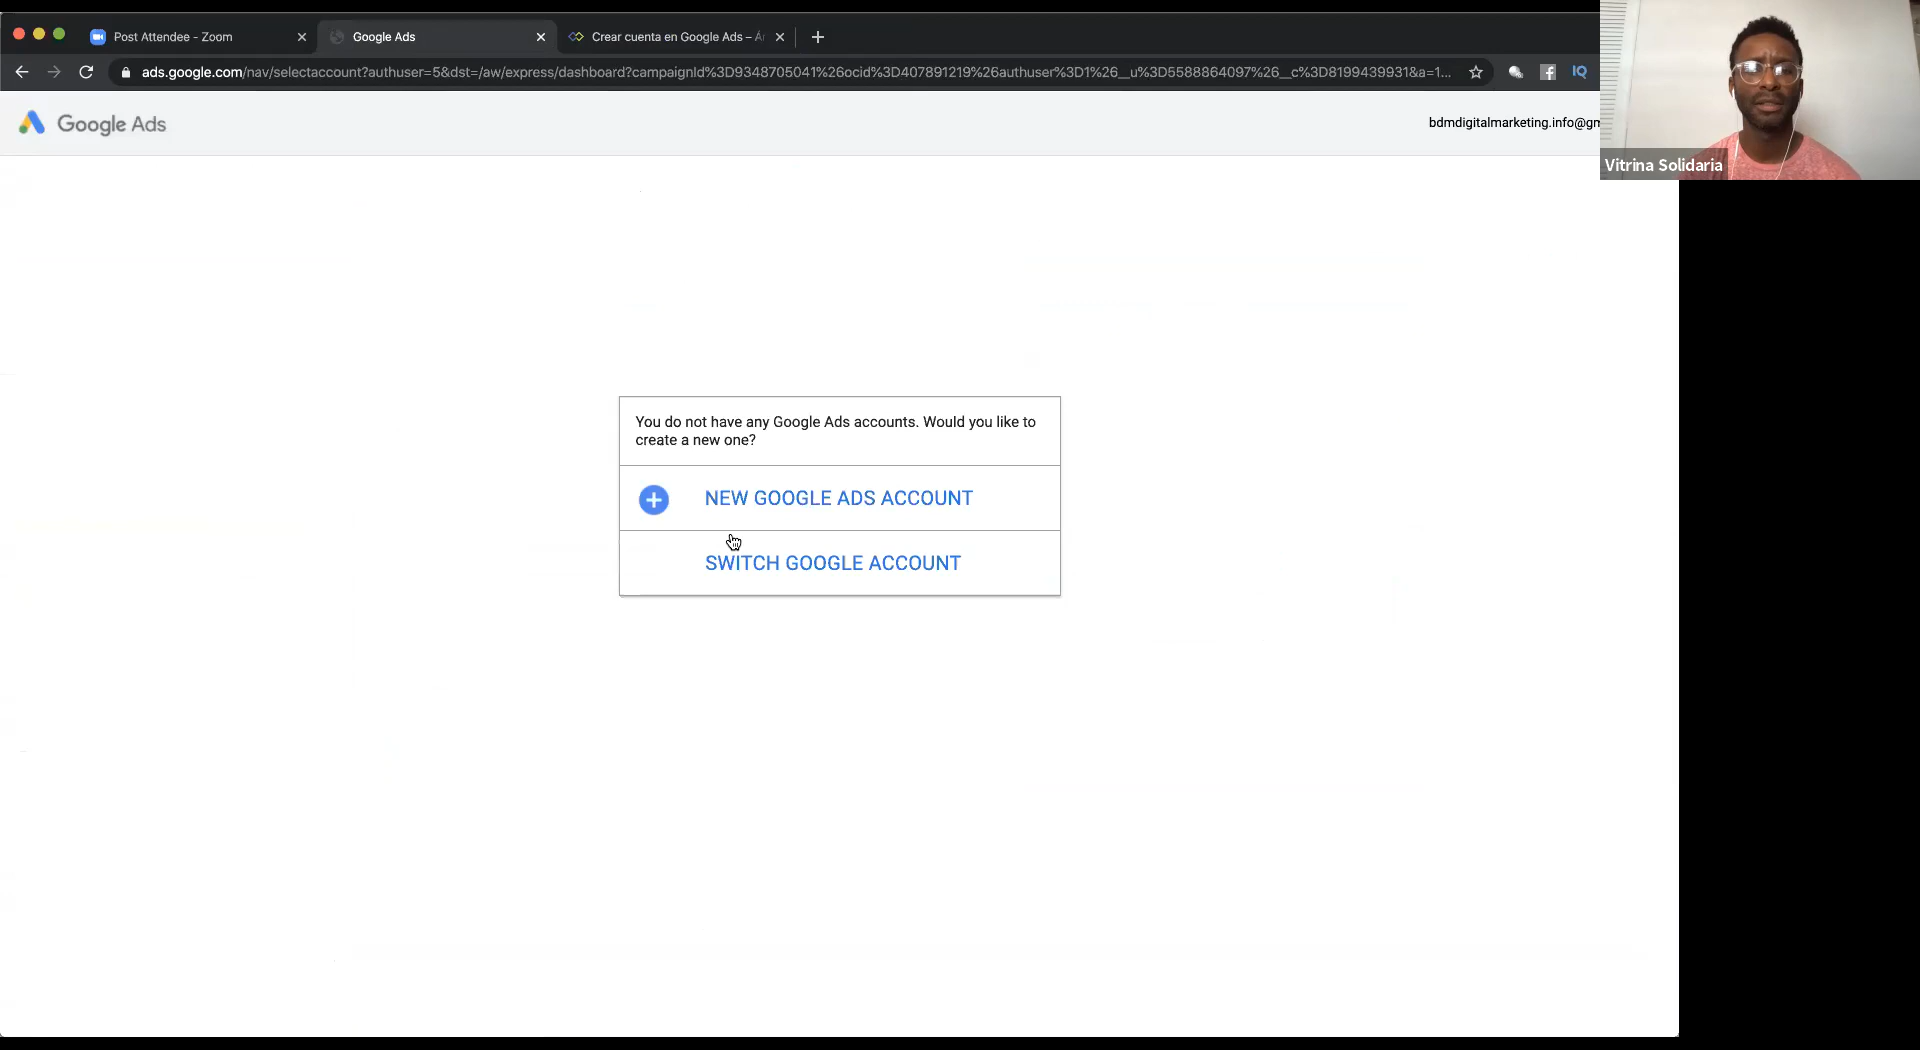 Post Attendee - Zoom
Google Ads
Crear cuenta en Google Ads –
ads.google.com/nav/selectaccount?authuser=5&dst=/aw/express/dashboard?campaignId%3D9348705041%26ocid%3D407891219%26authuser%3D1%26__u%3D5588864097%26__c%3D8199439931&a=1...
IQ
Google Ads
bdmdigitalmarketing.info@gm
Vitrina Solidaria
You do not have any Google Ads accounts. Would you like to
create a new one?
NEW GOOGLE ADS ACCOUNT
SWITCH GOOGLE ACCOUNT